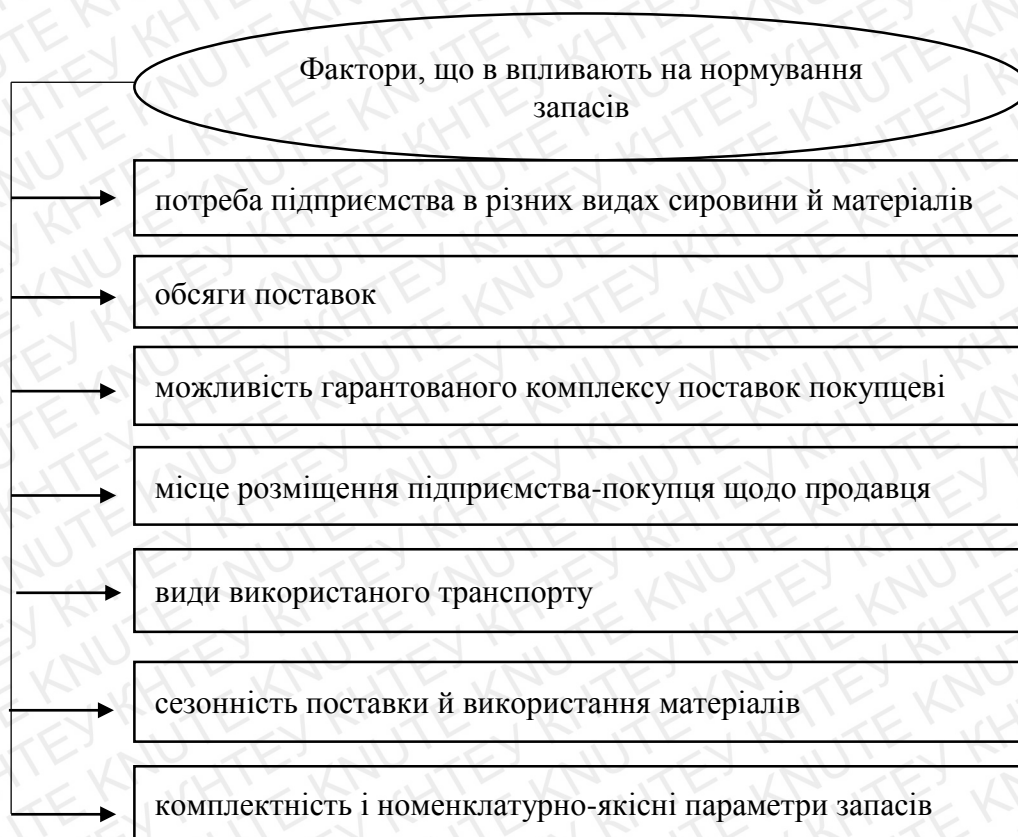 Фактори, що в впливають на нормування
запасів
потреба підприємства в різних видах сировини й матеріалів
обсяги поставок
можливість гарантованого комплексу поставок покупцеві
місце розміщення підприємства-покупця щодо продавця
види використаного транспорту
сезонність поставки й використання матеріалів
комплектність і номенклатурно-якісні параметри запасів